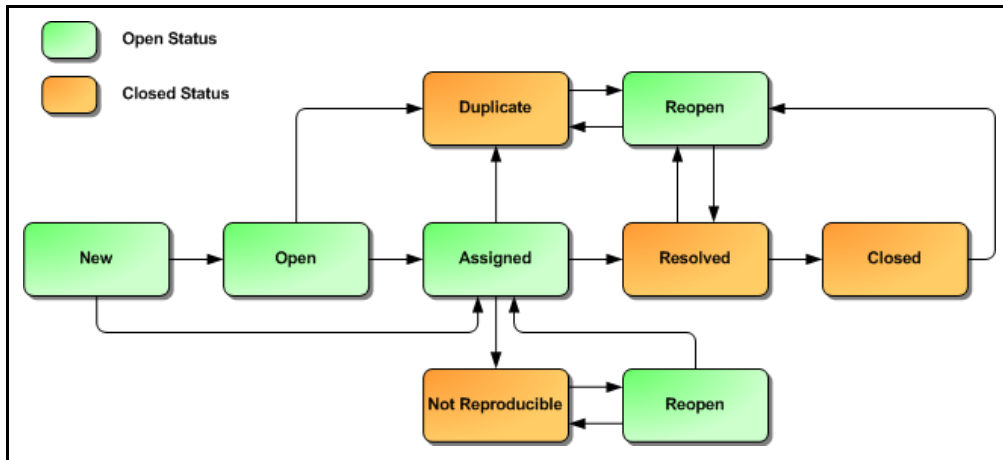 Open Status
Closed Status
Duplicate
Reopen
New
Open
Assigned
Resolved
Closed
Not Reproducible
Reopen